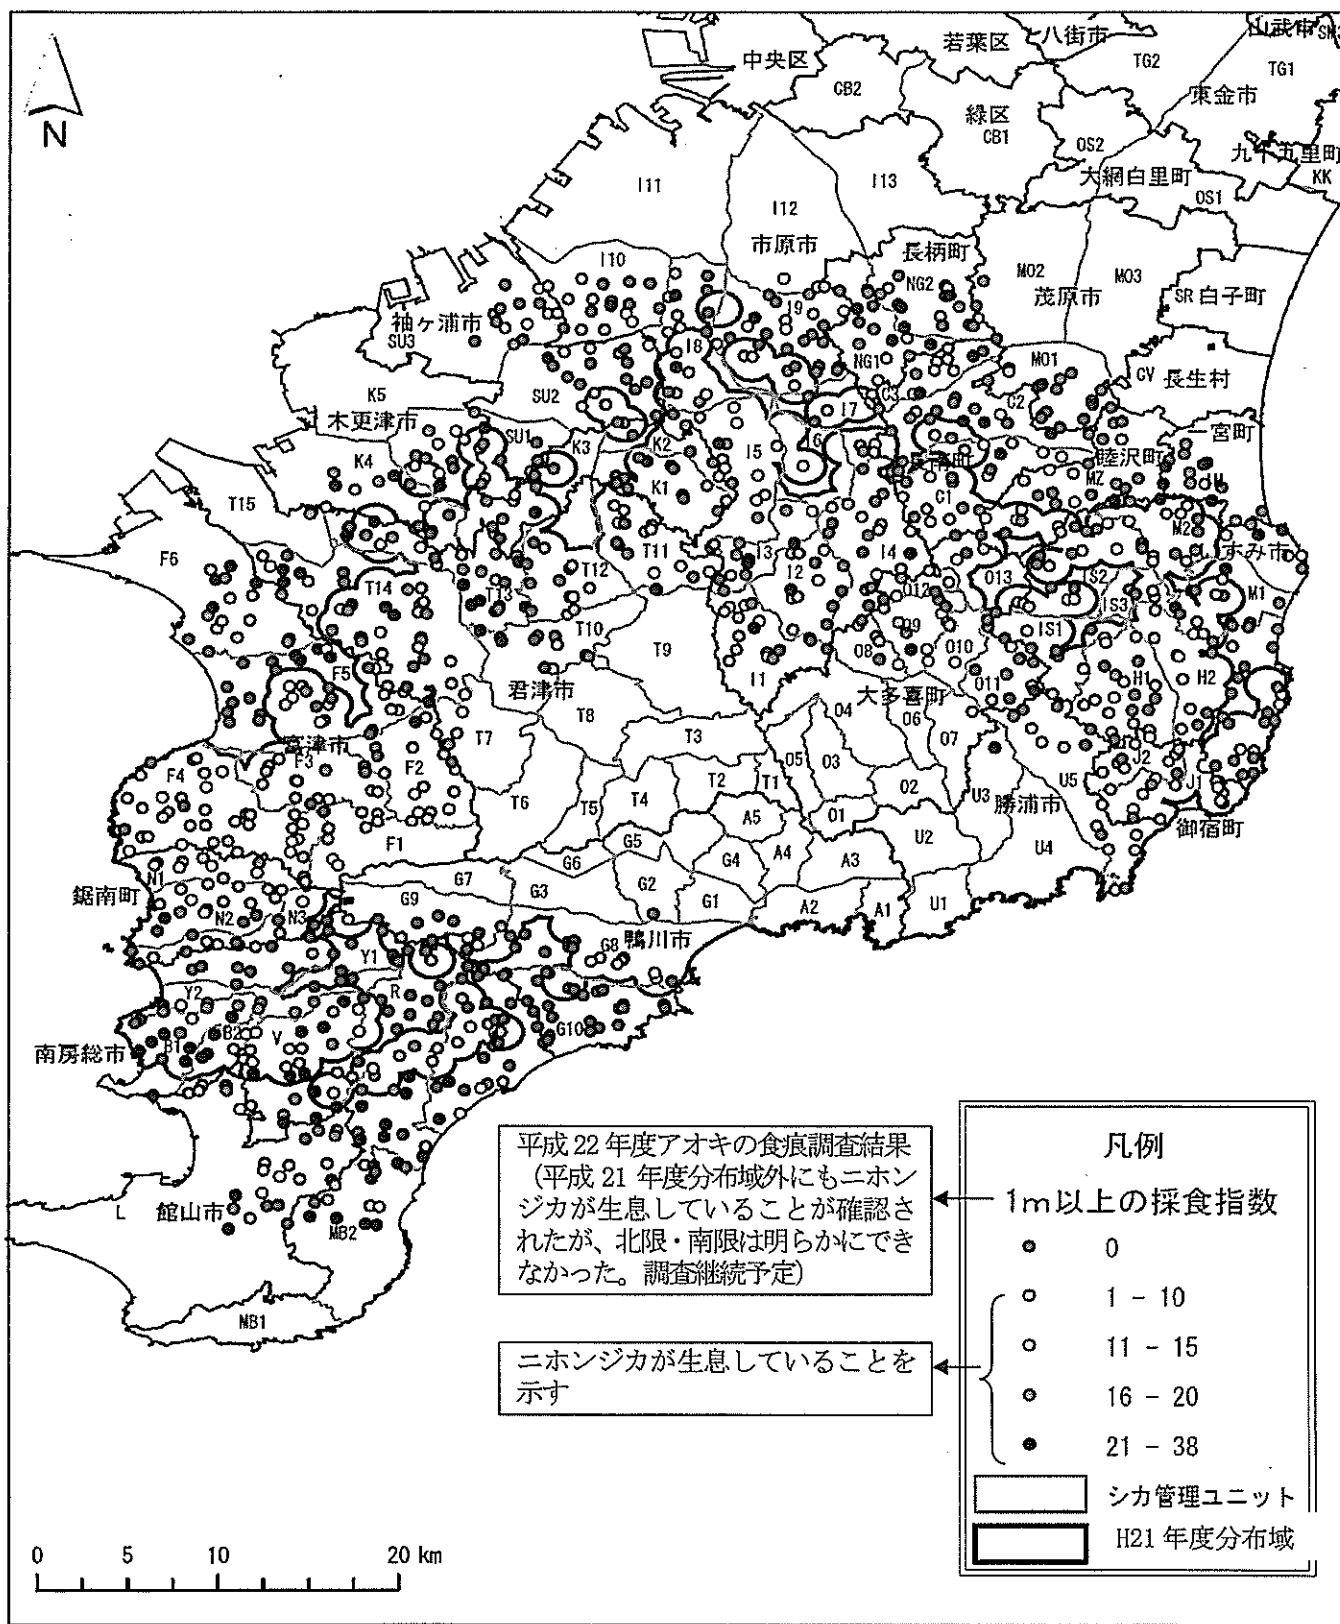 N
中央区
若葉区
八街市
山武市
SM3
TG2
TG1
CB2
緑区
CB1
東金市
OS2
九十五里町
KK
大網白里町
OS1
I11
I13
I12
市原市
長柄町
MO2
MO3
茂原市
NG2
I10
I9
SR 白子町
袖ヶ浦市
SU3
I8
NG1
MO1
CV
長生村
K5
SU2
C3
C2
I7
木更津市
SU1
K3
K2
I5
I6
一宮町
睦沢町
K4
K1
MZ
C1
T15
M2
F6
T11
I3
I4
いすみ市
T12
I2
O13
TS2
T14
T13
O12
IS3
M1
T10
O9
IS1
T9
O8
O10
F5
I1
O11
H1
H2
君津市
大多喜町
T8
O4
O6
富津市
T7
T3
O7
F4
F3
F2
O5
O3
J2
T6
T5
T4
T2
T1
O2
U3
U5
J1
勝浦市
O1
御宿町
F1
A5
U2
U4
G5
G6
G4
A4
A3
鋸南町
N1
G7
G3
G2
G1
A2
A1
U1
N2
N3
G9
G8
鴨川市
Y1
Y2
R
B2
V
G10
南房総市
B1
L
館山市
MB2
MB1
平成 22 年度アオキの食痕調査結果
（平成 21 年度分布域外にもニホン
ジカが生息していることが確認さ
れたが、北限・南限は明らかにでき
なかった。調査継続予定）
ニホンジカが生息していることを
示す
凡例
1m以上の採食指数
0
1 - 10
11 - 15
16 - 20
21 - 38
シカ管理ユニット
H21 年度分布域
0 5 10 20 km